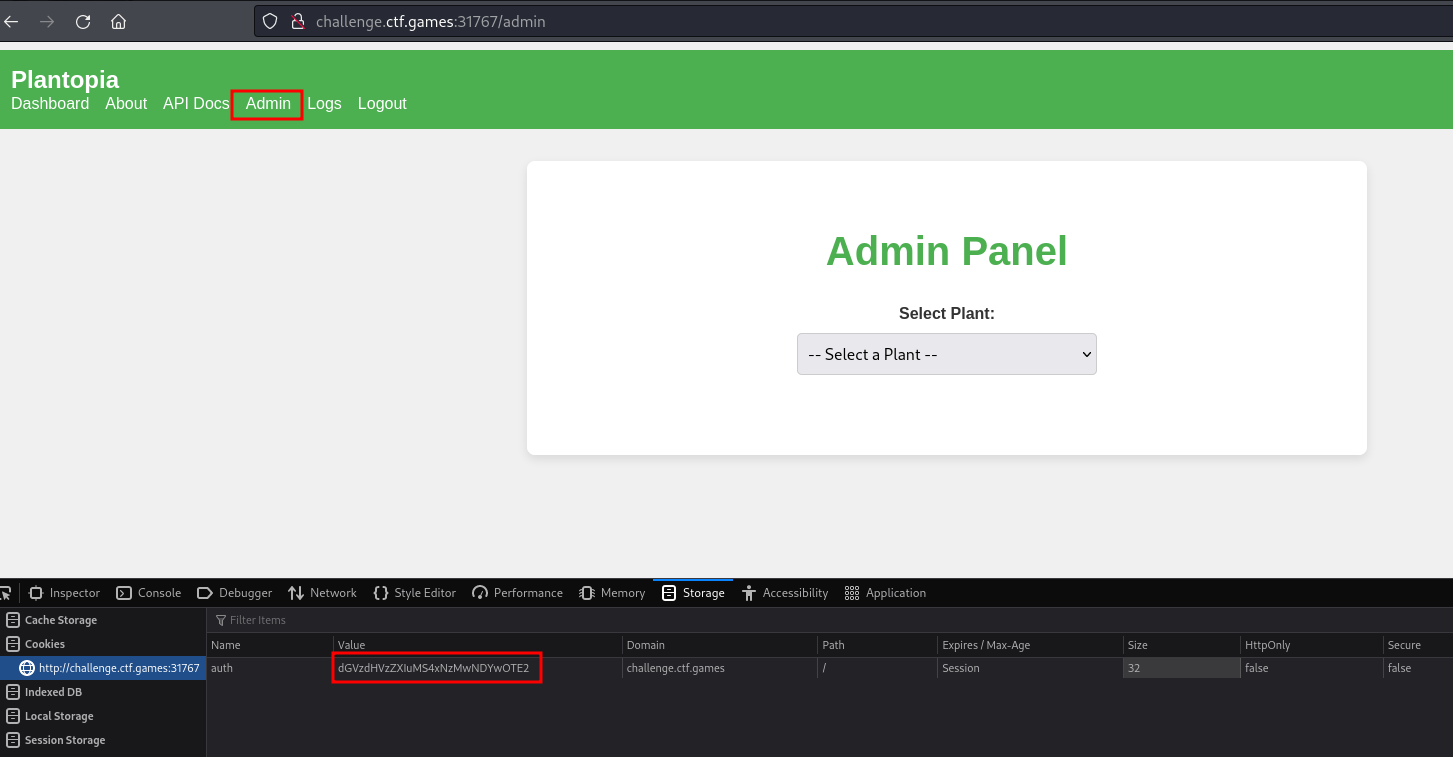 challenge.ctf.games:31767/admin
Plantopia
Dashboard About API Docs Admin Logs Logout
Admin Panel
Select Plant:
-- Select a Plant --
Inspector Console Debugger Network Style Editor Performance Memory Storage Accessibility Application
Cache Storage
Filter Items
Cookies
Name Value Domain Path Expires / Max-Age Size HttpOnly Secure
http://challenge.ctf.games:31767 auth dGVzdHVzZXIuMS4xNzMwNDYwOTE2 challenge.ctf.games / Session 32 false false
Indexed DB
Local Storage
Session Storage